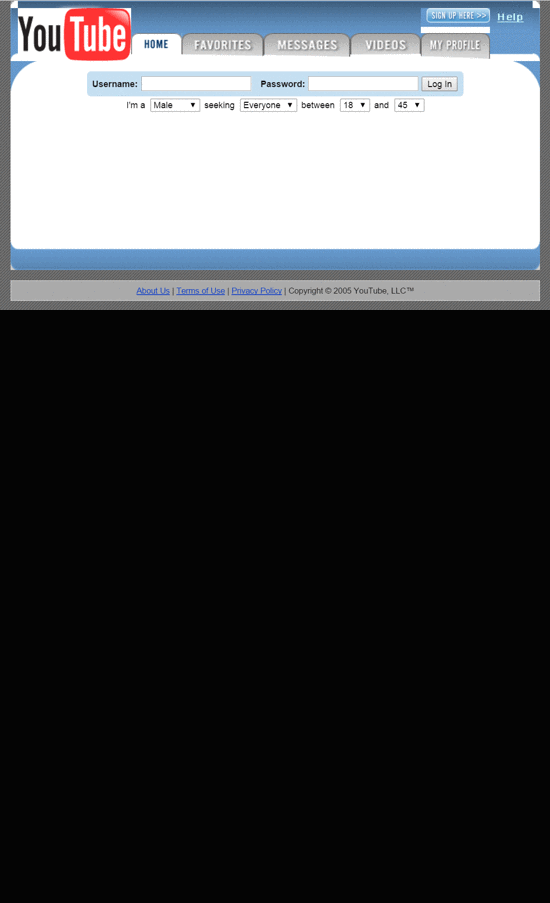 YouTube
SIGN UP HERE >> Help
HOME FAVORITES MESSAGES VIDEOS MY PROFILE
Username: Password: Log In
I'm a Male seeking Everyone between 18 and 45
About Us | Terms of Use | Privacy Policy | Copyright © 2005 YouTube, LLC™